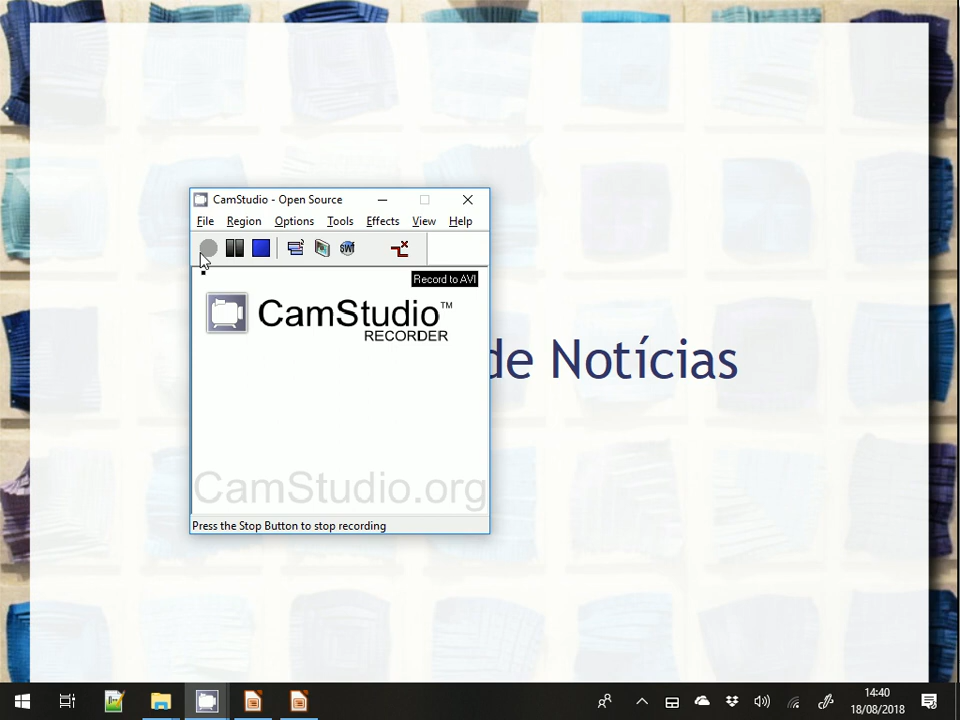 CamStudio - Open Source
File Region Options Tools Effects View Help
swf
Record to AVI
CamStudio™
RECORDER
de Notícias
CamStudio.org
Press the Stop Button to stop recording
14:40
18/08/2018